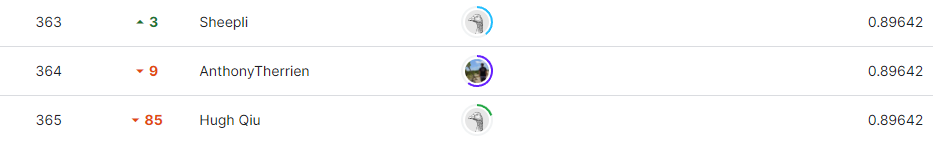 363 3 Sheepli 0.89642
364 9 AnthonyTherrien 0.89642
365 85 Hugh Qiu 0.89642